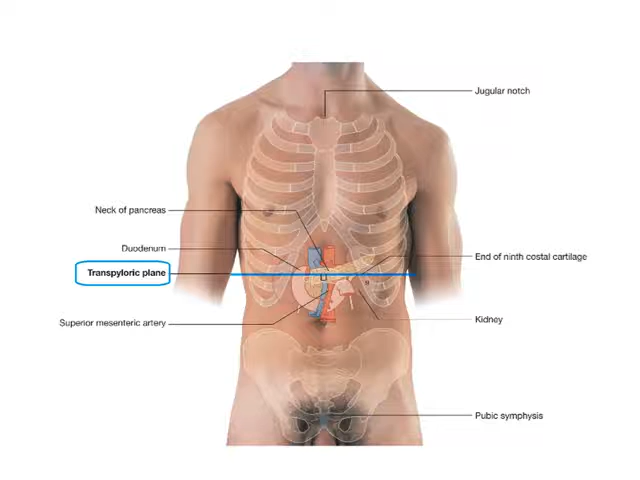 Jugular notch
Neck of pancreas
Duodenum
End of ninth costal cartilage
Transpyloric plane
Superior mesenteric artery
Kidney
Pubic symphysis